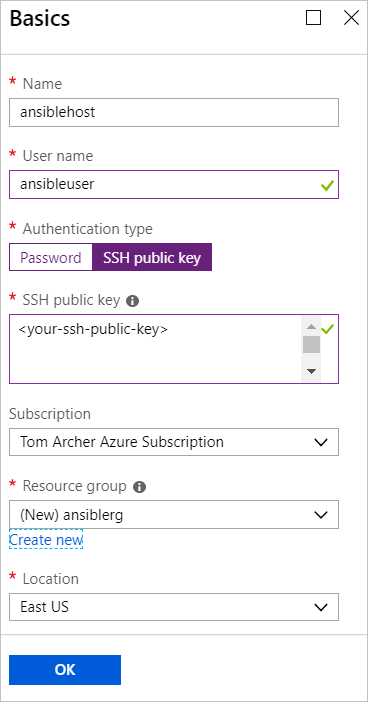 Basics
* Name
ansiblehost
* User name
ansibleuser
* Authentication type
Password SSH public key
* SSH public key
<your-ssh-public-key>
Subscription
Tom Archer Azure Subscription
* Resource group
(New) ansiblerg
Create new
* Location
East US
OK